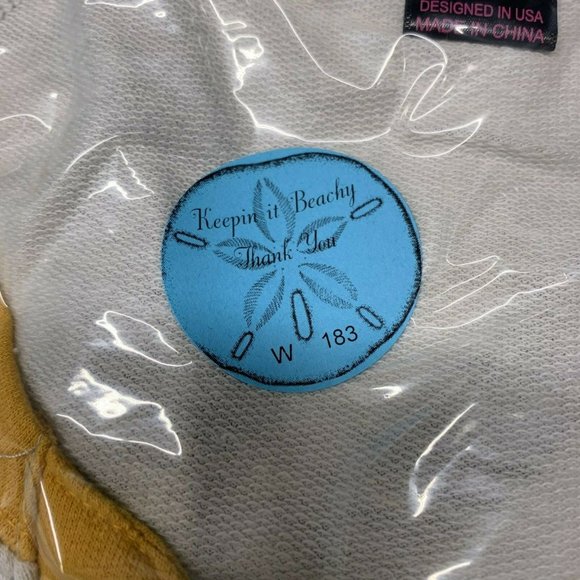 DESIGNED IN USA
MADE IN CHINA
Keepin it Beachy
Thank You
W 183